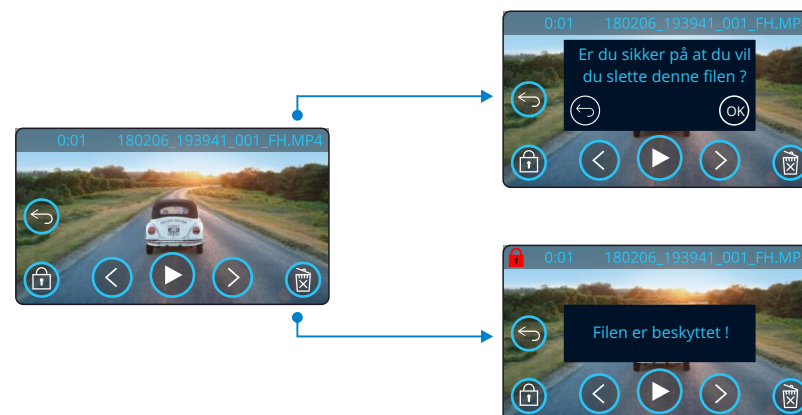 0:01 180206_193941_001_FH.MP4
0:01 180206_193941_001_FH.MP
Er du sikker på at du vil
du slette denne filen ?
OK
0:01 180206_193941_001_FH.MP
Filen er beskyttet !